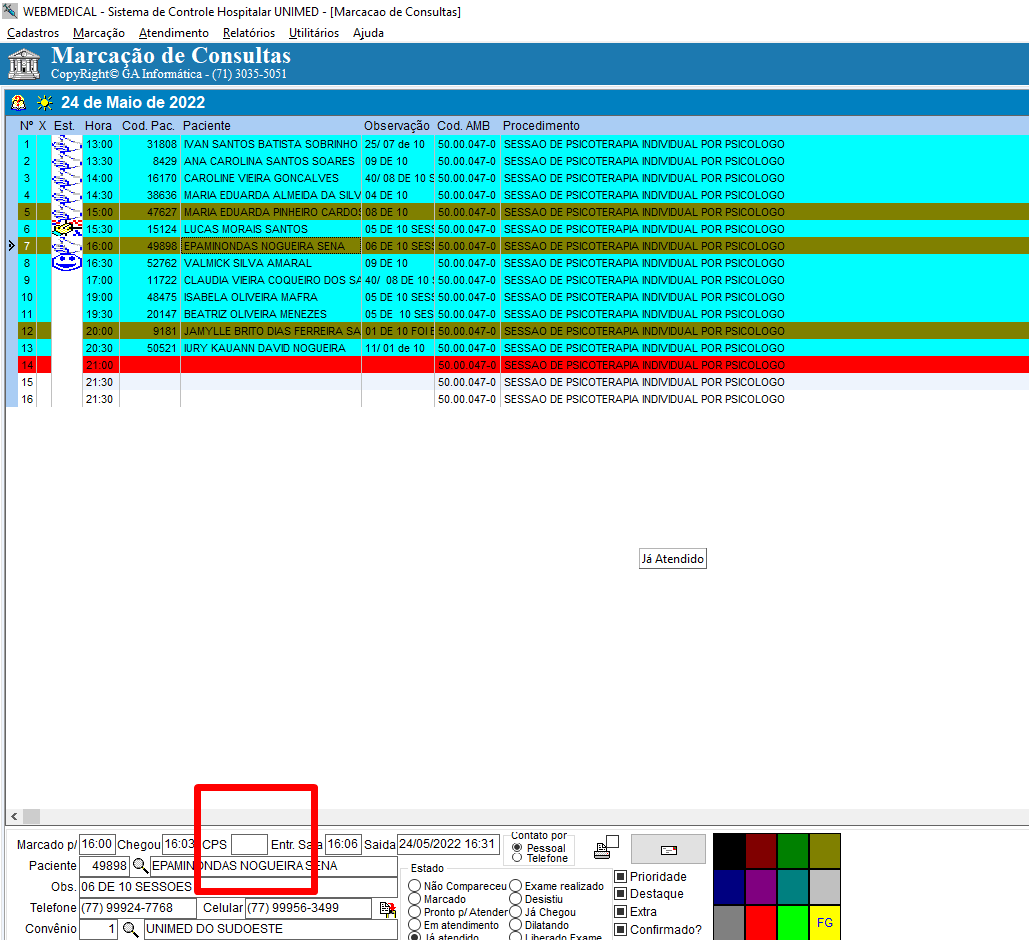 WEBMEDICAL - Sistema de Controle Hospitalar UNIMED - [Marcacao de Consultas]
Cadastros Marcação Atendimento Relatórios Utilitários Ajuda
Marcação de Consultas
CopyRight© GA Informática - (71) 3035-5051
24 de Maio de 2022
Nº X Est. Hora Cod. Pac. Paciente Observação Cod. AMB Procedimento
1 13:00 31808 IVAN SANTOS BATISTA SOBRINHO 25/ 07 de 10 50.00.047-0 SESSAO DE PSICOTERAPIA INDIVIDUAL POR PSICOLOGO
2 13:30 8429 ANA CAROLINA SANTOS SOARES 09 DE 10 50.00.047-0 SESSAO DE PSICOTERAPIA INDIVIDUAL POR PSICOLOGO
3 14:00 16170 CAROLINE VIEIRA GONCALVES 40/ 08 DE 10 S 50.00.047-0 SESSAO DE PSICOTERAPIA INDIVIDUAL POR PSICOLOGO
4 14:30 38636 MARIA EDUARDA ALMEIDA DA SILV 04 DE 10 50.00.047-0 SESSAO DE PSICOTERAPIA INDIVIDUAL POR PSICOLOGO
5 15:00 47627 MARIA EDUARDA PINHEIRO CARDOS 08 DE 10 50.00.047-0 SESSAO DE PSICOTERAPIA INDIVIDUAL POR PSICOLOGO
6 15:30 15124 LUCAS MORAIS SANTOS 05 DE 10 SESS 50.00.047-0 SESSAO DE PSICOTERAPIA INDIVIDUAL POR PSICOLOGO
7 16:00 49898 EPAMINONDAS NOGUEIRA SENA 06 DE 10 SESS 50.00.047-0 SESSAO DE PSICOTERAPIA INDIVIDUAL POR PSICOLOGO
8 16:30 52762 VALMICK SILVA AMARAL 09 DE 10 50.00.047-0 SESSAO DE PSICOTERAPIA INDIVIDUAL POR PSICOLOGO
9 17:00 11722 CLAUDIA VIEIRA COQUEIRO DOS SA 40/ 08 DE 10 S 50.00.047-0 SESSAO DE PSICOTERAPIA INDIVIDUAL POR PSICOLOGO
10 19:00 48475 ISABELA OLIVEIRA MAFRA 05 DE 10 SESS 50.00.047-0 SESSAO DE PSICOTERAPIA INDIVIDUAL POR PSICOLOGO
11 19:30 20147 BEATRIZ OLIVEIRA MENEZES 05 DE 10 SES 50.00.047-0 SESSAO DE PSICOTERAPIA INDIVIDUAL POR PSICOLOGO
12 20:00 9181 JAMYLLE BRITO DIAS FERREIRA SA 01 DE 10 FOI E 50.00.047-0 SESSAO DE PSICOTERAPIA INDIVIDUAL POR PSICOLOGO
13 20:30 50521 IURY KAUANN DAVID NOGUEIRA 11/ 01 de 10 50.00.047-0 SESSAO DE PSICOTERAPIA INDIVIDUAL POR PSICOLOGO
14 21:00 50.00.047-0 SESSAO DE PSICOTERAPIA INDIVIDUAL POR PSICOLOGO
15 21:30 50.00.047-0 SESSAO DE PSICOTERAPIA INDIVIDUAL POR PSICOLOGO
16 21:30 50.00.047-0 SESSAO DE PSICOTERAPIA INDIVIDUAL POR PSICOLOGO
Já Atendido
Marcado p/ 16:00 Chegou 16:03 CPS Entr. Sala 16:06 Saida 24/05/2022 16:31
Paciente 49898 EPAMINONDAS NOGUEIRA SENA
Obs. 06 DE 10 SESSOES
Telefone (77) 99924-7768 Celular (77) 99956-3499
Convênio 1 UNIMED DO SUDOESTE
Contato por
Pessoal
Telefone
Estado
Não Compareceu Exame realizado
Marcado Desistiu
Pronto p/ Atender Já Chegou
Em atendimento Dilatando
Já atendido Liberado Exame
Prioridade
Destaque
Extra
Confirmado?
FG